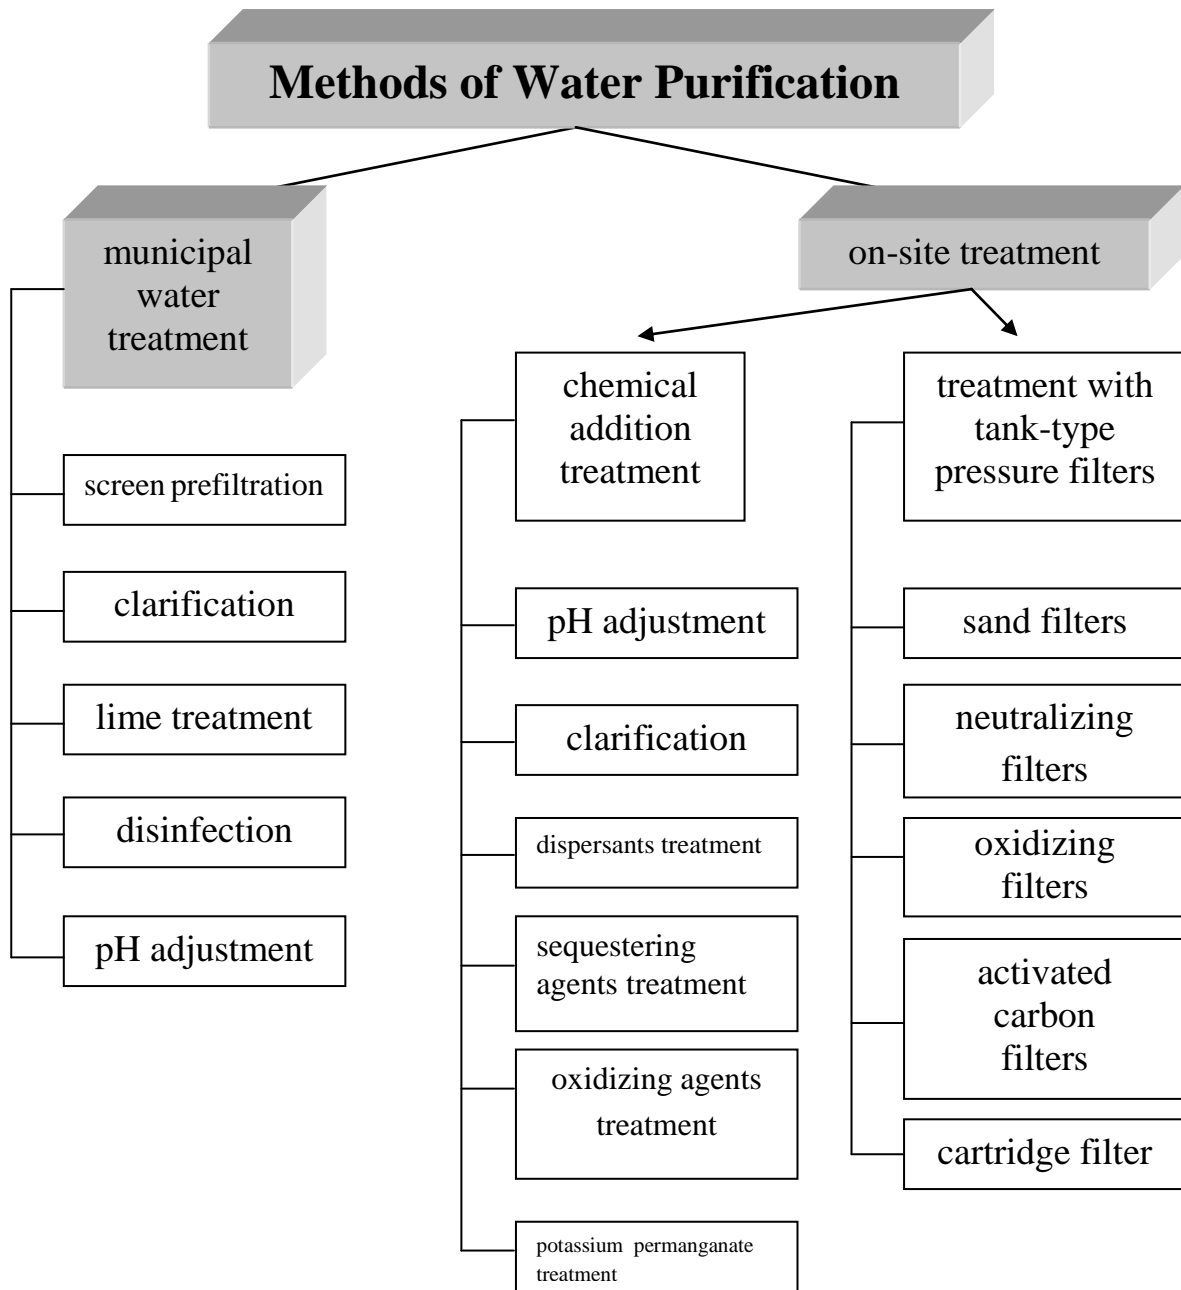 Methods of Water Purification
municipal
water
treatment
screen prefiltration
clarification
lime treatment
disinfection
pH adjustment
on-site treatment
chemical
addition
treatment
pH adjustment
clarification
dispersants treatment
sequestering
agents treatment
oxidizing agents
treatment
potassium permanganate
treatment
treatment with
tank-type
pressure filters
sand filters
neutralizing
filters
oxidizing
filters
activated
carbon
filters
cartridge filter